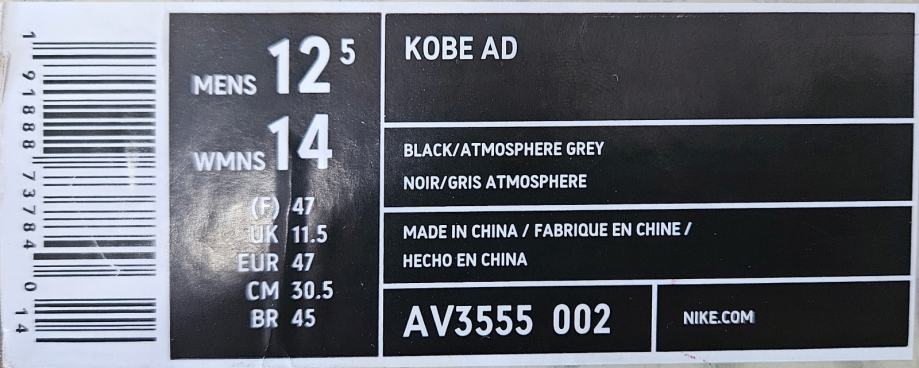 1 91888 73784 0 14
MENS 12 5
WMNS 14
(F) 47
UK 11.5
EUR 47
CM 30.5
BR 45
KOBE AD
BLACK/ATMOSPHERE GREY
NOIR/GRIS ATMOSPHERE
MADE IN CHINA / FABRIQUE EN CHINE /
HECHO EN CHINA
AV3555 002
NIKE.COM